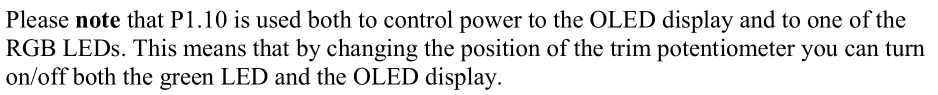 Please note that P1.10 is used both to control power to the OLED display and to one of the
RGB LEDs. This means that by changing the position of the trim potentiometer you can turn
on/off both the green LED and the OLED display.